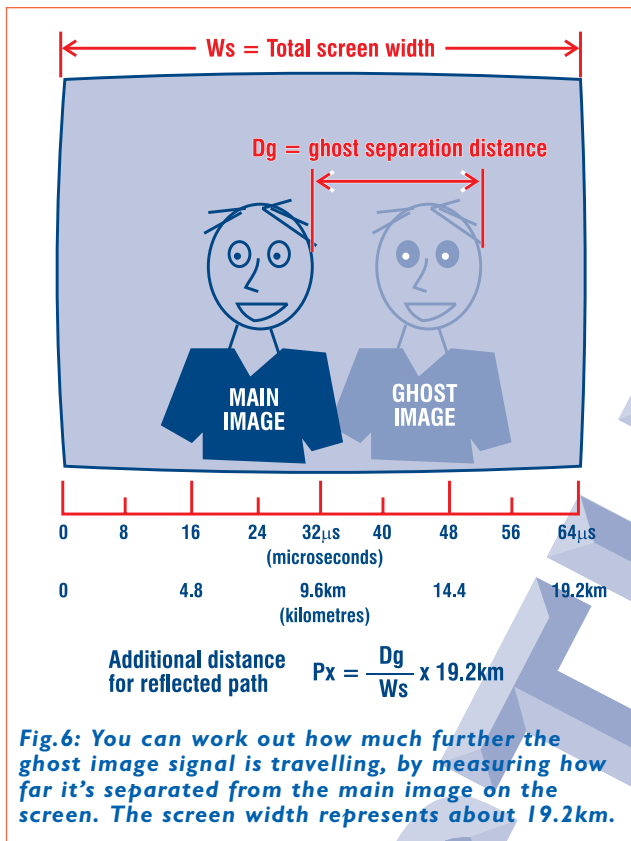 Ws = Total screen width
Dg = ghost separation distance
MAIN
IMAGE
GHOST
IMAGE
0 8 16 24 32µs 40 48 56 64µs
(microseconds)
0 4.8 9.6km 14.4 19.2km
(kilometres)
Additional distance
for reflected path
Px = Dg / Ws x 19.2km
Fig.6: You can work out how much further the
ghost image signal is travelling, by measuring how
far it's separated from the main image on the
screen. The screen width represents about 19.2km.